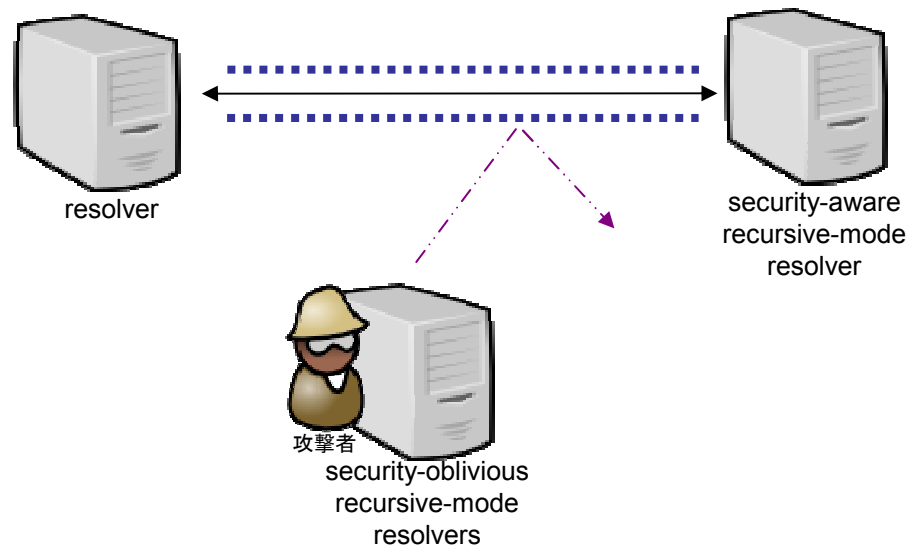 resolver
security-aware
recursive-mode
resolver
攻撃者
security-oblivious
recursive-mode
resolvers